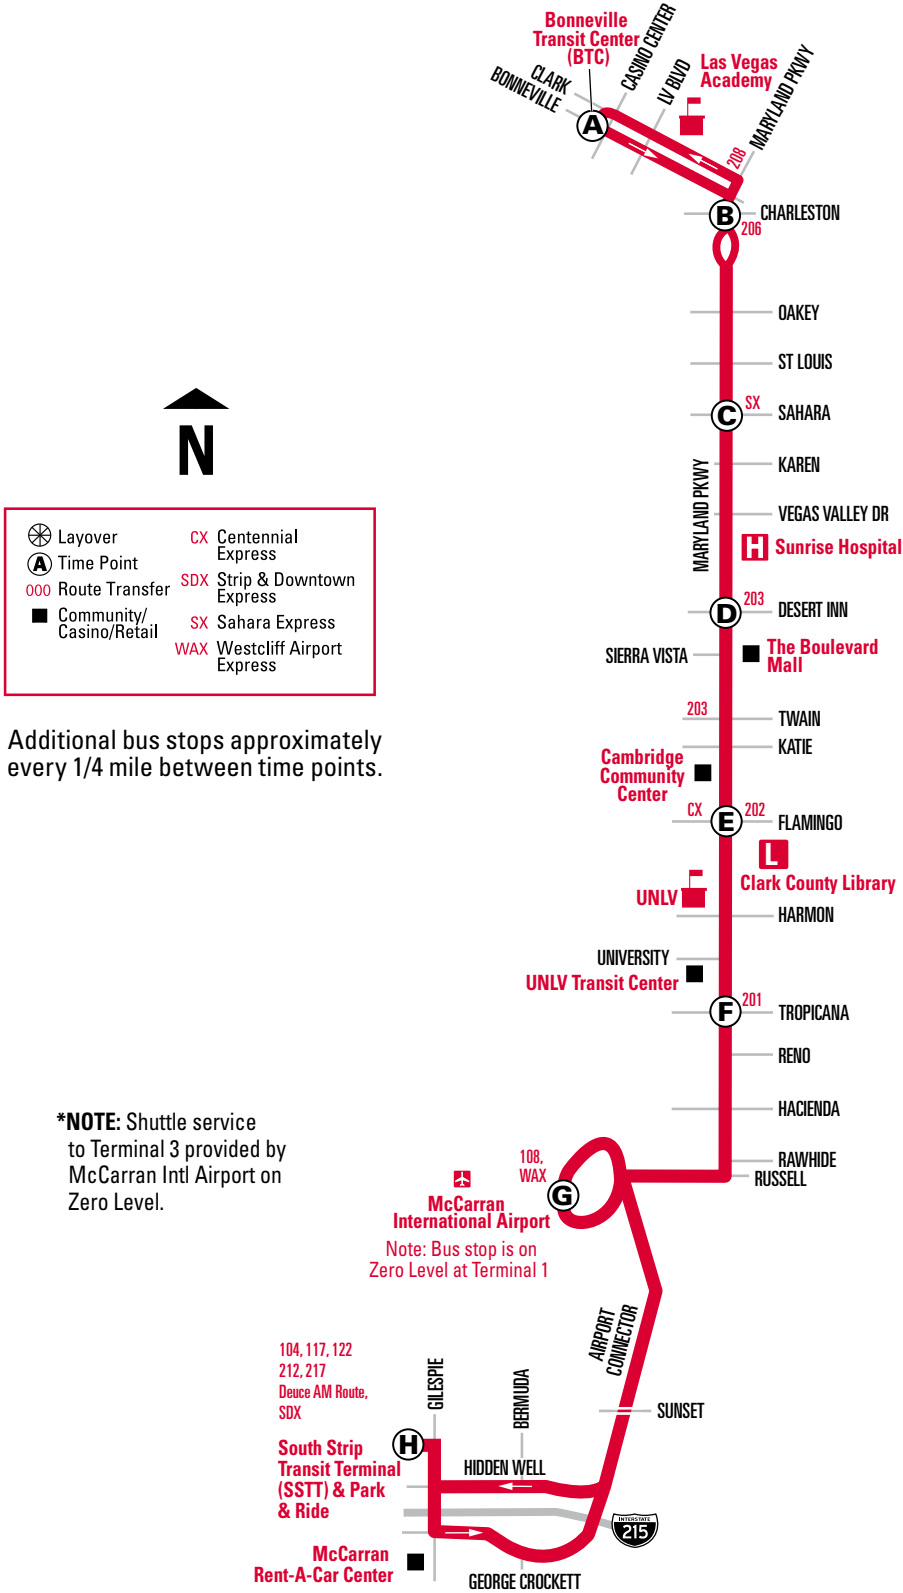 Bonneville
Transit Center
(BTC)
CLARK
BONNEVILLE
CASINO CENTER
LV BLVD
Las Vegas
Academy
MARYLAND PKWY
A
208
B
CHARLESTON
206
OAKEY
ST LOUIS
C
SX
SAHARA
KAREN
MARYLAND PKWY
VEGAS VALLEY DR
H
Sunrise Hospital
D
203
DESERT INN
SIERRA VISTA
The Boulevard
Mall
203
TWAIN
KATIE
Cambridge
Community
Center
CX
E
202
FLAMINGO
L
Clark County Library
UNLV
HARMON
UNIVERSITY
UNLV Transit Center
F
201
TROPICANA
RENO
HACIENDA
RAWHIDE
RUSSELL
N
Layover
A Time Point
000 Route Transfer
Community/
Casino/Retail
CX Centennial
Express
SDX Strip & Downtown
Express
SX Sahara Express
WAX Westcliff Airport
Express
Additional bus stops approximately
every 1/4 mile between time points.
*NOTE: Shuttle service
to Terminal 3 provided by
McCarran Intl Airport on
Zero Level.
108,
WAX
G
McCarran
International Airport
Note: Bus stop is on
Zero Level at Terminal 1
AIRPORT
CONNECTOR
SUNSET
104, 117, 122
212, 217
Deuce AM Route,
SDX
GILESPIE
BERMUDA
H
South Strip
Transit Terminal
(SSTT) & Park
& Ride
HIDDEN WELL
INTERSTATE
215
McCarran
Rent-A-Car Center
GEORGE CROCKETT